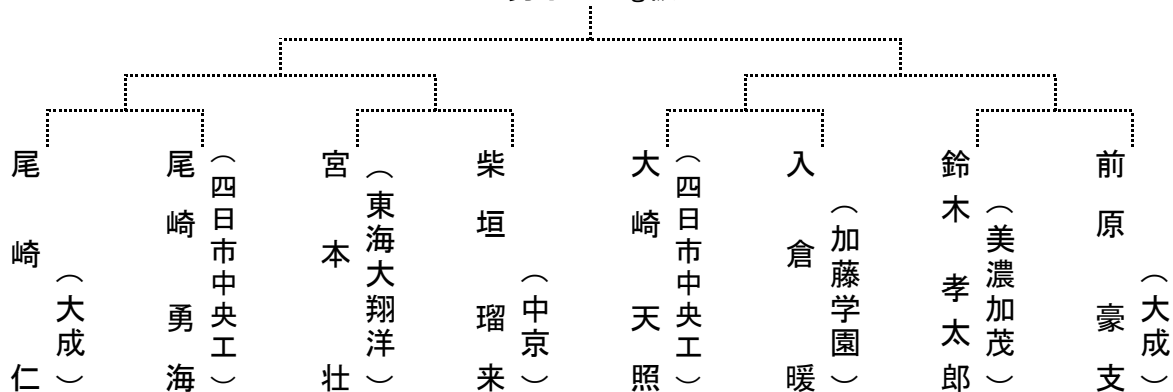 尾崎仁
（大成）
尾崎勇海
（四日市中央工）
宮本壮
（東海大翔洋）
柴垣瑠来
（中京）
大崎天照
（四日市中央工）
入倉暖
（加藤学園）
鈴木孝太郎
（美濃加茂）
前原豪支
（大成）